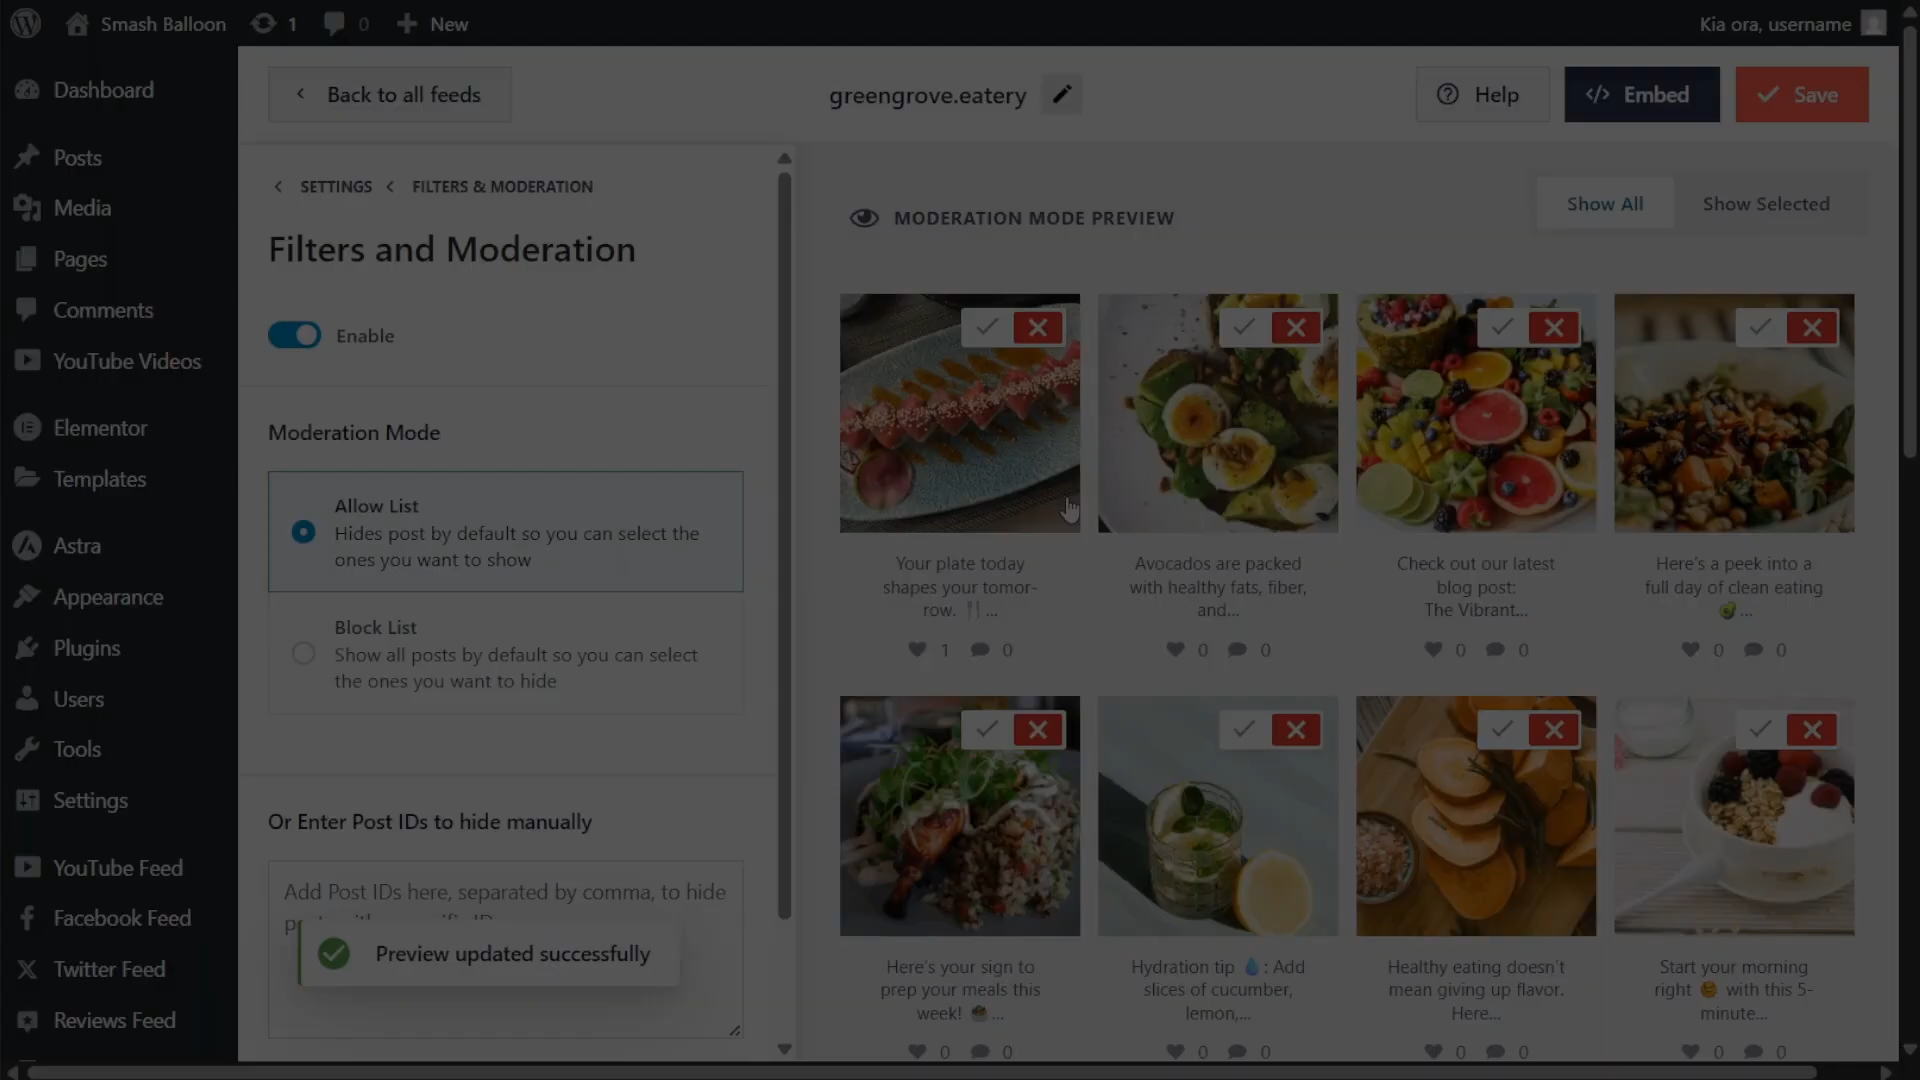 Smash Balloon 1 0 New
Kia ora, username
Dashboard
Posts
Media
Pages
Comments
YouTube Videos
Elementor
Templates
Astra
Appearance
Plugins
Users
Tools
Settings
YouTube Feed
Facebook Feed
Twitter Feed
Reviews Feed
Back to all feeds
greengrove.eatery
Help
Embed
Save
SETTINGS FILTERS & MODERATION
Filters and Moderation
Enable
Moderation Mode
Allow List
Hides post by default so you can select the
ones you want to show
Block List
Show all posts by default so you can select
the ones you want to hide
Or Enter Post IDs to hide manually
Add Post IDs here, separated by comma, to hide
Preview updated successfully
MODERATION MODE PREVIEW
Show All
Show Selected
Your plate today
shapes your tomor-
row. 🍴...
1 0
Avocados are packed
with healthy fats, fiber,
and...
0 0
Check out our latest
blog post:
The Vibrant...
0 0
Here's a peek into a
full day of clean eating
🥑...
0 0
Here's your sign to
prep your meals this
week! 🍲...
0 0
Hydration tip 💧: Add
slices of cucumber,
lemon,...
0 0
Healthy eating doesn't
mean giving up flavor.
Here...
0 0
Start your morning
right 🌞 with this 5-
minute...
0 0